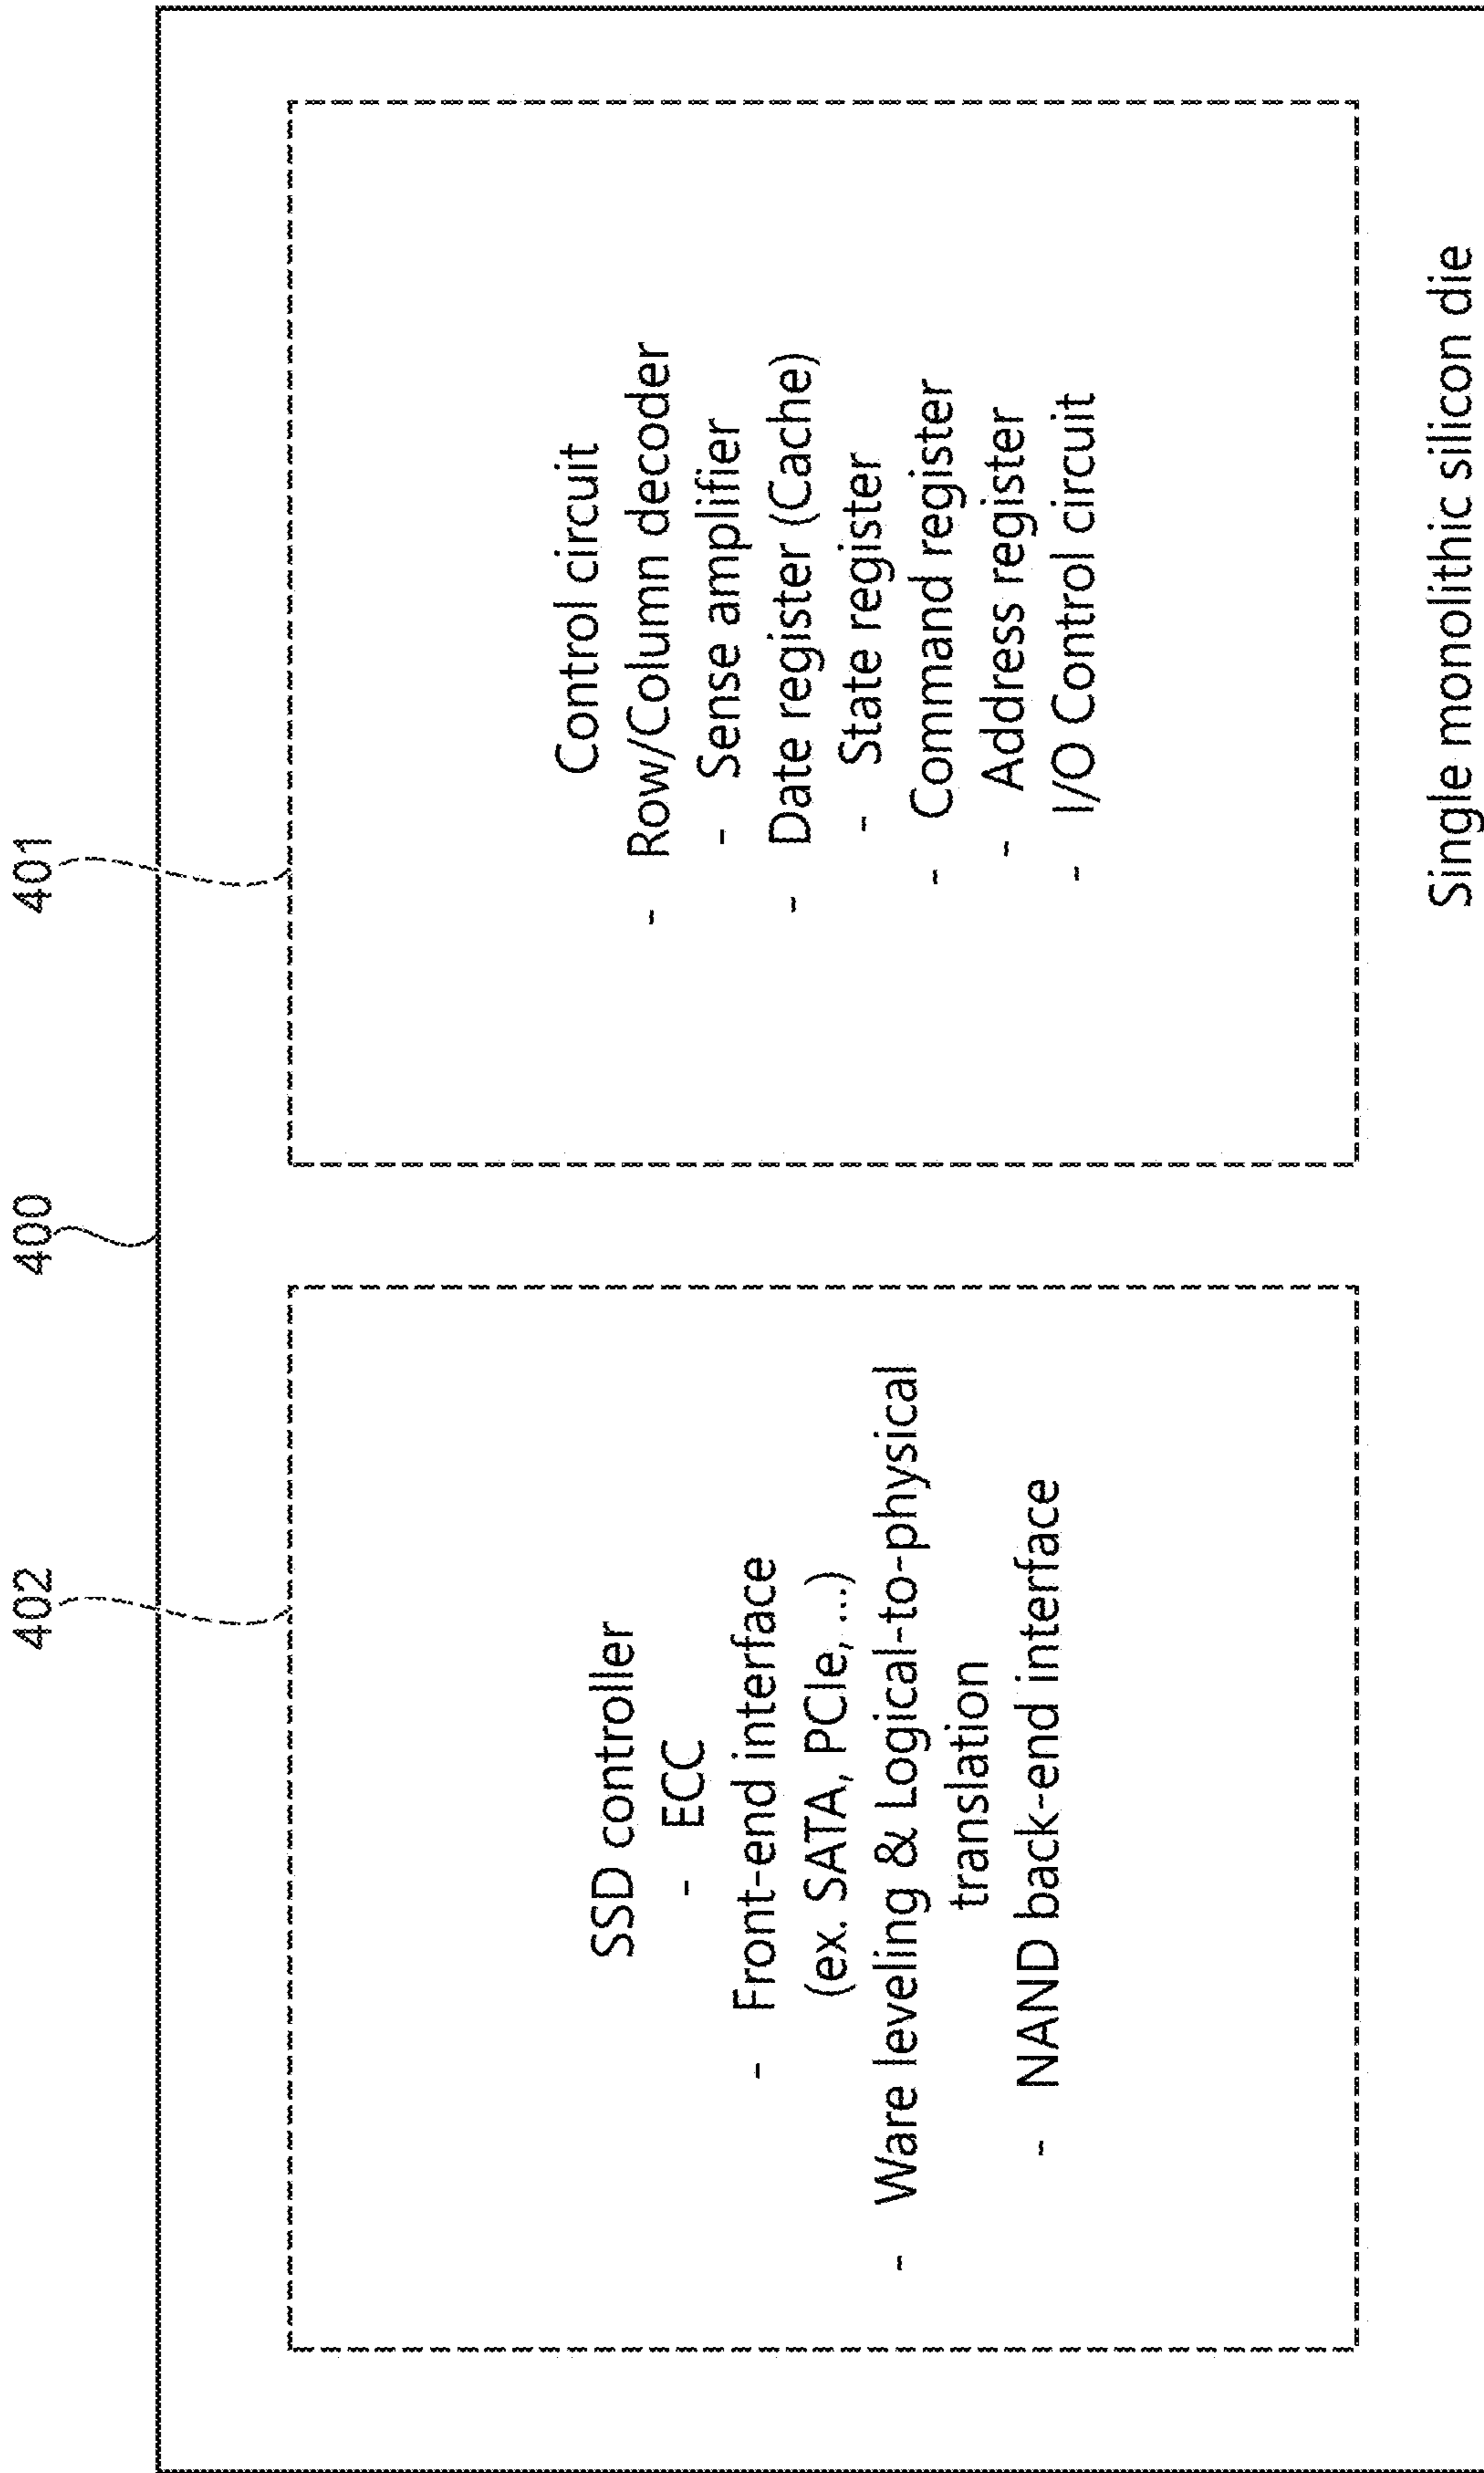 402
400
401
SSD controller
- ECC
- Front-end interface
(ex. SATA, PCIe, ...)
- Ware leveling & Logical-to-physical
translation
- NAND back-end interface
Control circuit
- Row/Column decoder
- Sense amplifier
- Date register (Cache)
- State register
- Command register
- Address register
- I/O Control circuit
Single monolithic silicon die